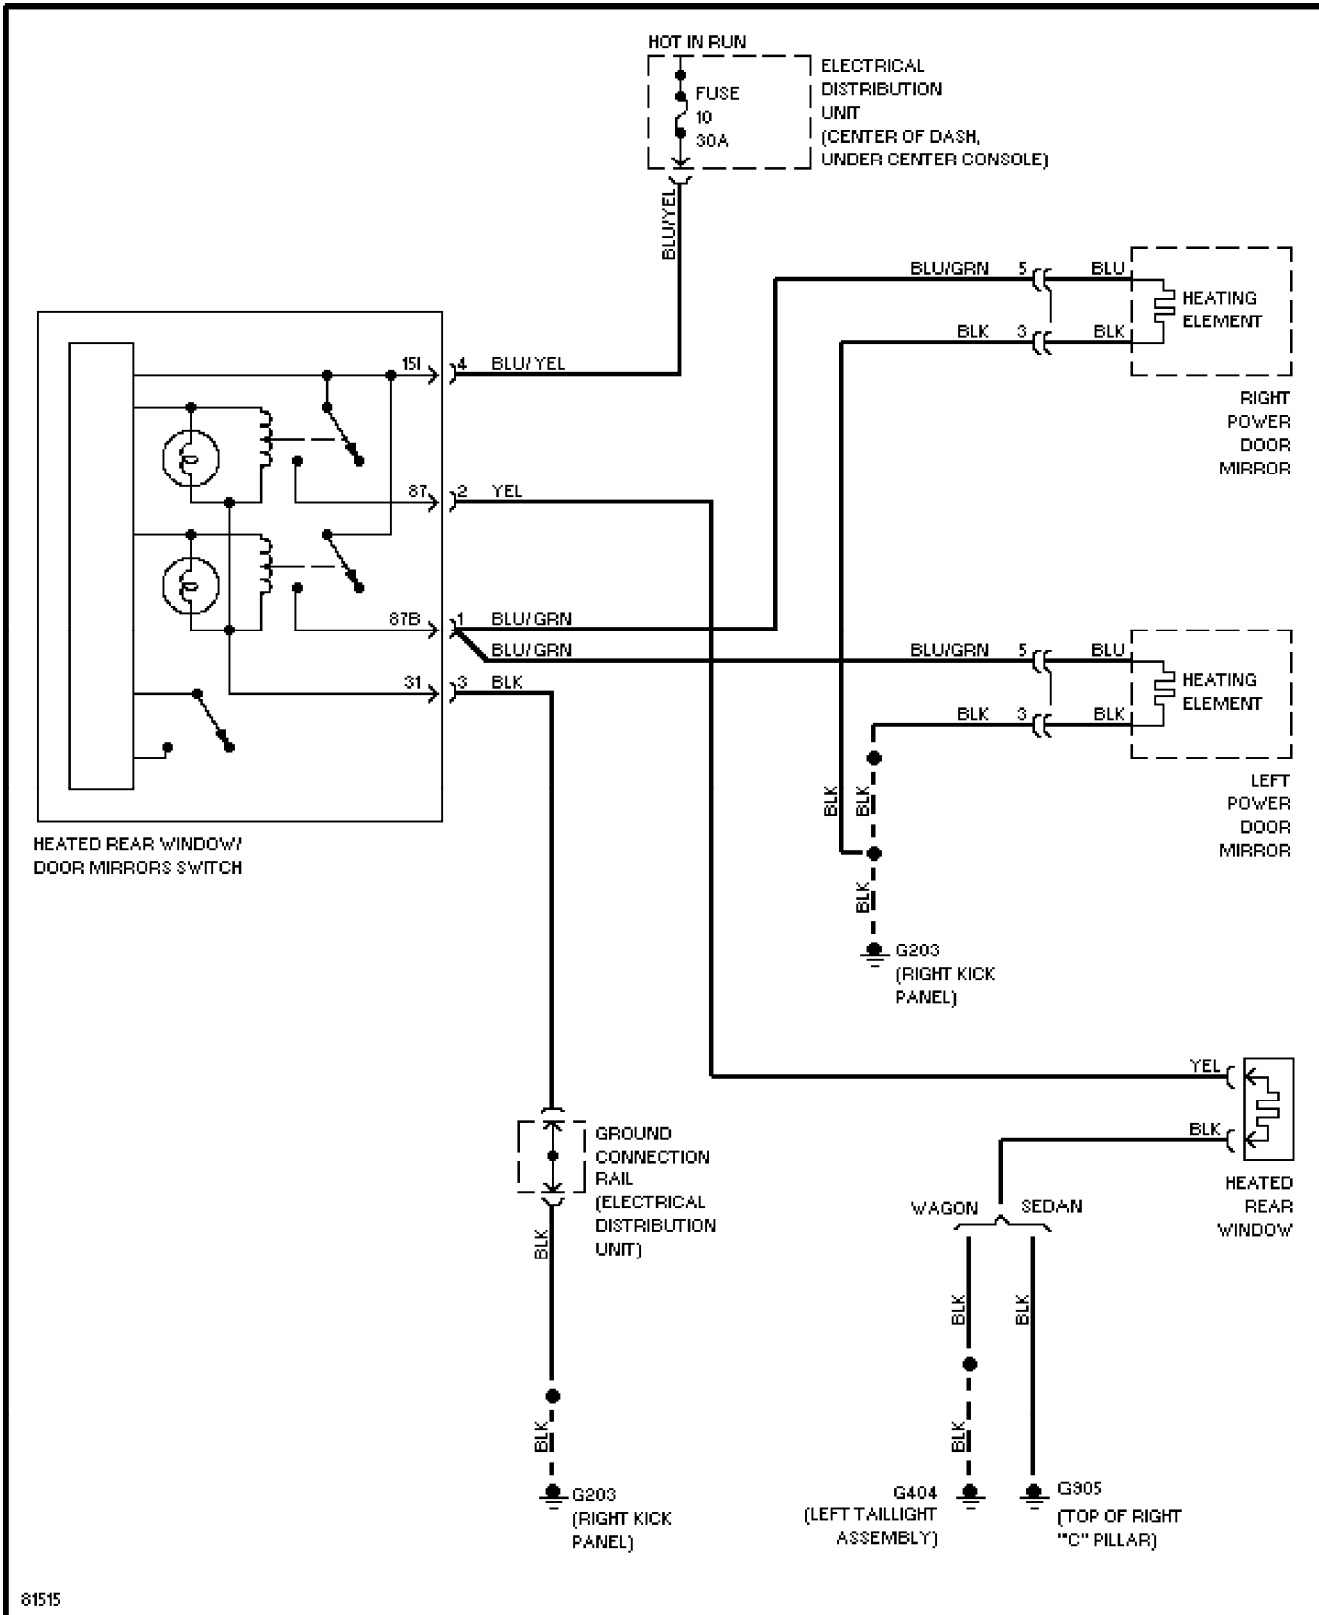 HOT IN RUN
FUSE
10
30A
ELECTRICAL
DISTRIBUTION
UNIT
(CENTER OF DASH,
UNDER CENTER CONSOLE)
BLU/YEL
BLU/GRN 5 BLU
HEATING
ELEMENT
BLK 3 BLK
RIGHT
POWER
DOOR
MIRROR
15I 4 BLU/YEL
87 2 YEL
87B 1 BLU/GRN
BLU/GRN
31 3 BLK
HEATED REAR WINDOW/
DOOR MIRRORS SWITCH
BLU/GRN 5 BLU
HEATING
ELEMENT
BLK 3 BLK
LEFT
POWER
DOOR
MIRROR
BLK
BLK
BLK
G203
(RIGHT KICK
PANEL)
YEL
BLK
HEATED
REAR
WINDOW
GROUND
CONNECTION
RAIL
(ELECTRICAL
DISTRIBUTION
UNIT)
WAGON SEDAN
BLK
BLK
BLK
BLK
BLK
G203
(RIGHT KICK
PANEL)
G404
(LEFT TAILLIGHT
ASSEMBLY)
G905
(TOP OF RIGHT
"C" PILLAR)
81515